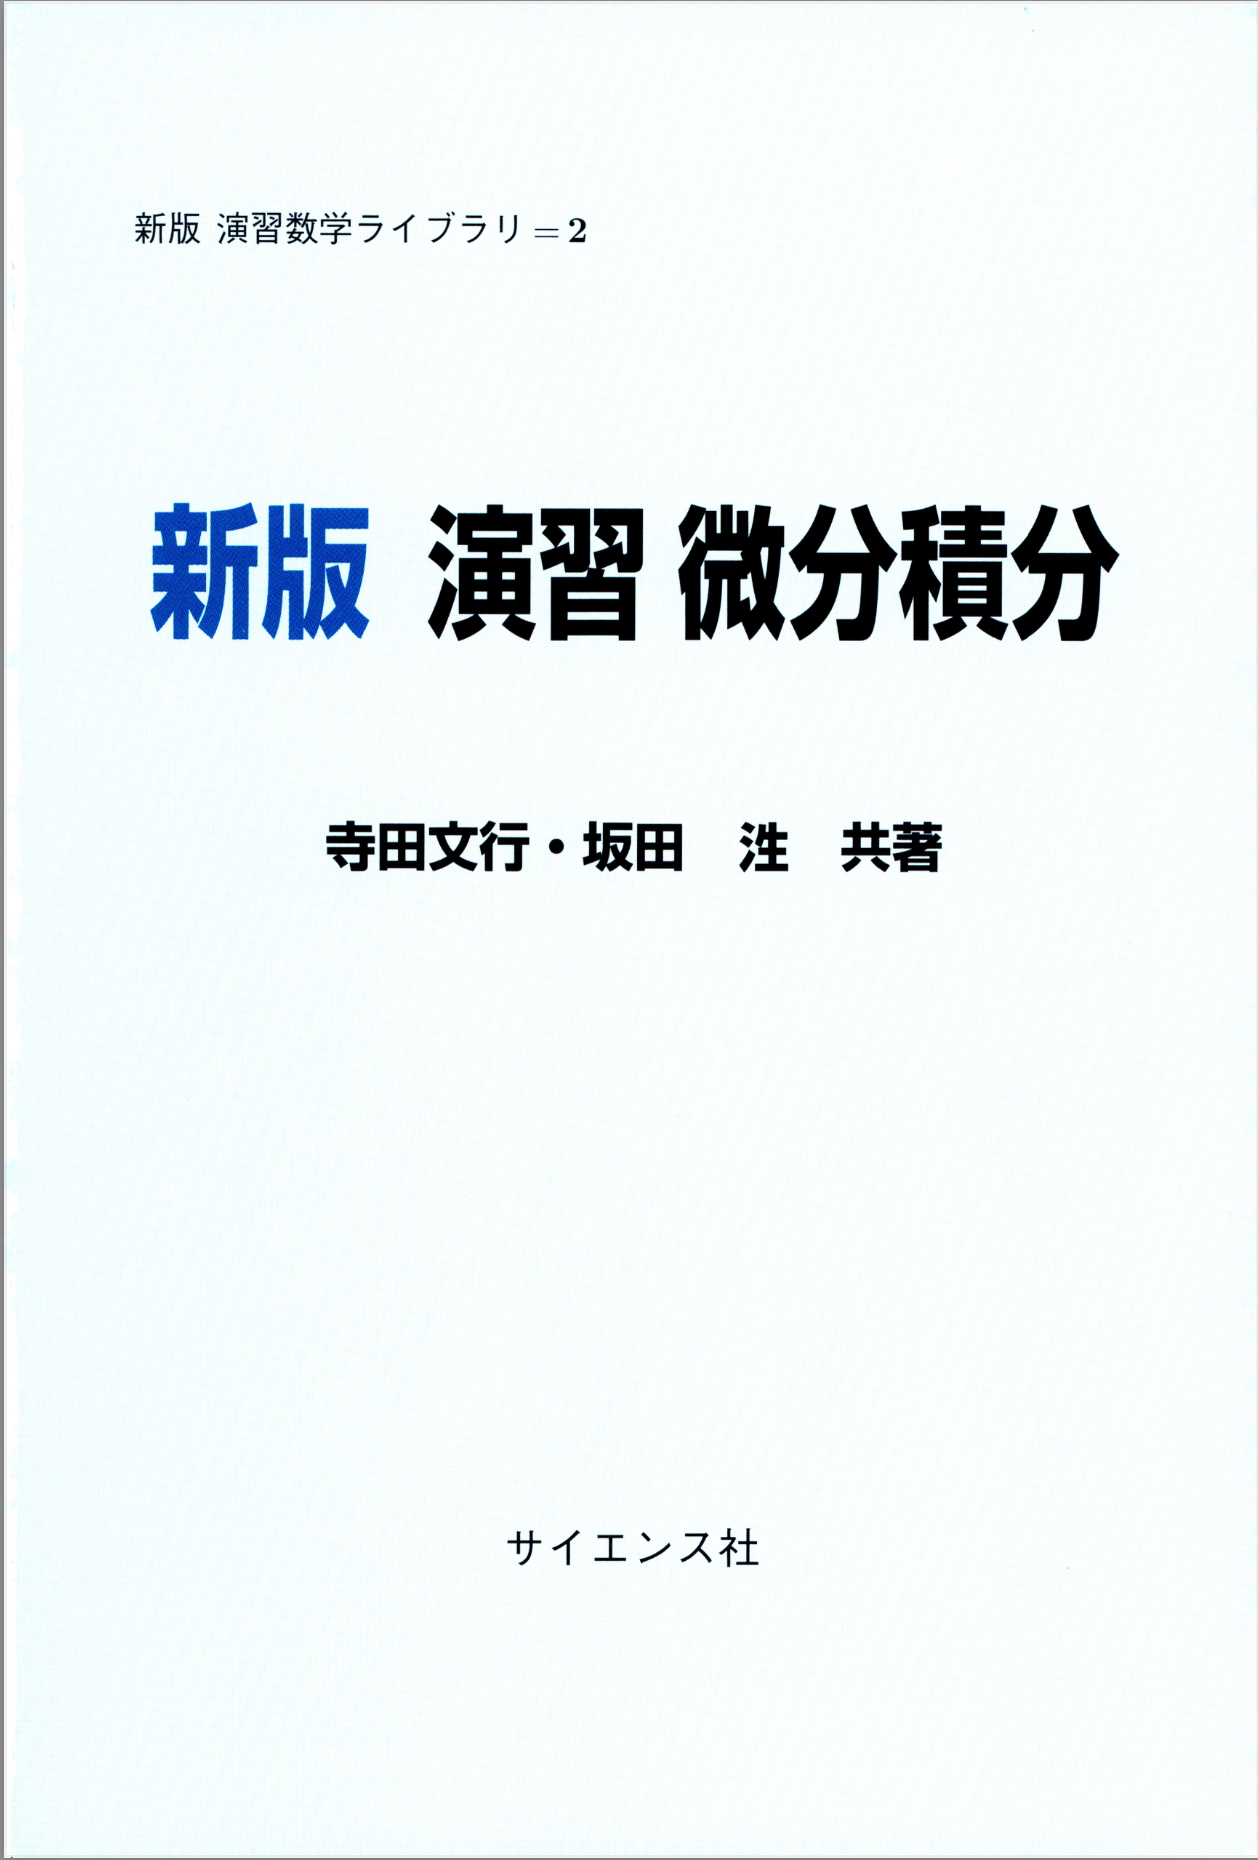 新版 演習数学ライブラリ＝2
新版 演習 微分積分
寺田文行・坂田 泩 共著
サイエンス社